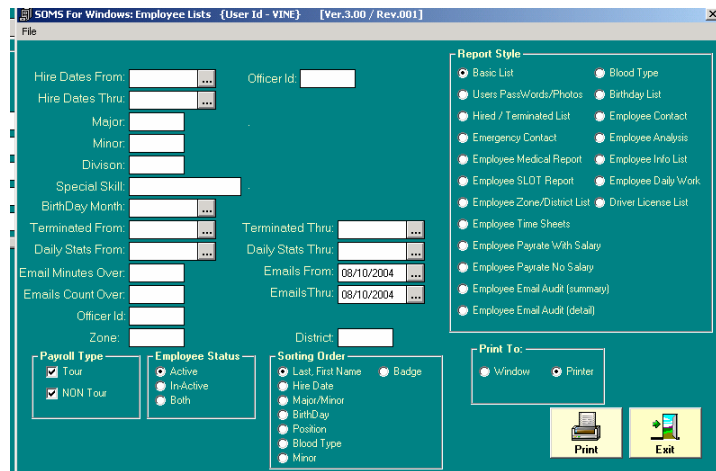 SOMS For Windows: Employee Lists {User Id - VINE} [Ver.3.00 / Rev.001]
File
Hire Dates From: ...
Officer Id:
Hire Dates Thru: ...
Major:
Minor:
Divison:
Special Skill:
BirthDay Month: ...
Terminated From: ... Terminated Thru: ...
Daily Stats From: ... Daily Stats Thru: ...
Email Minutes Over: Emails From: 08/10/2004 ...
Emails Count Over: EmailsThru: 08/10/2004 ...
Officer Id:
Zone: District:
Report Style
Basic List Blood Type
Users PassWords/Photos Birthday List
Hired / Terminated List Employee Contact
Emergency Contact Employee Analysis
Employee Medical Report Employee Info List
Employee SLOT Report Employee Daily Work
Employee Zone/District List Driver License List
Employee Time Sheets
Employee Payrate With Salary
Employee Payrate No Salary
Employee Email Audit (summary)
Employee Email Audit (detail)
Payroll Type
Tour
NON Tour
Employee Status
Active
In-Active
Both
Sorting Order
Last, First Name Badge
Hire Date
Major/Minor
BirthDay
Position
Blood Type
Minor
Print To:
Window Printer
Print Exit